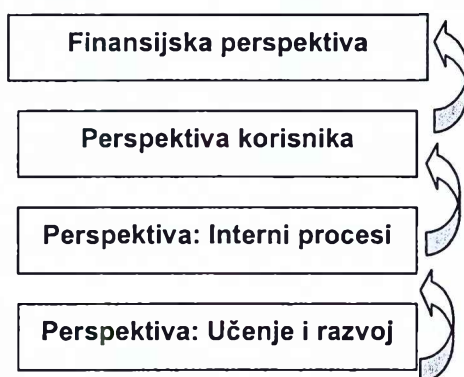 Finansijska perspektiva
Perspektiva korisnika
Perspektiva: Interni procesi
Perspektiva: Učenje i razvoj